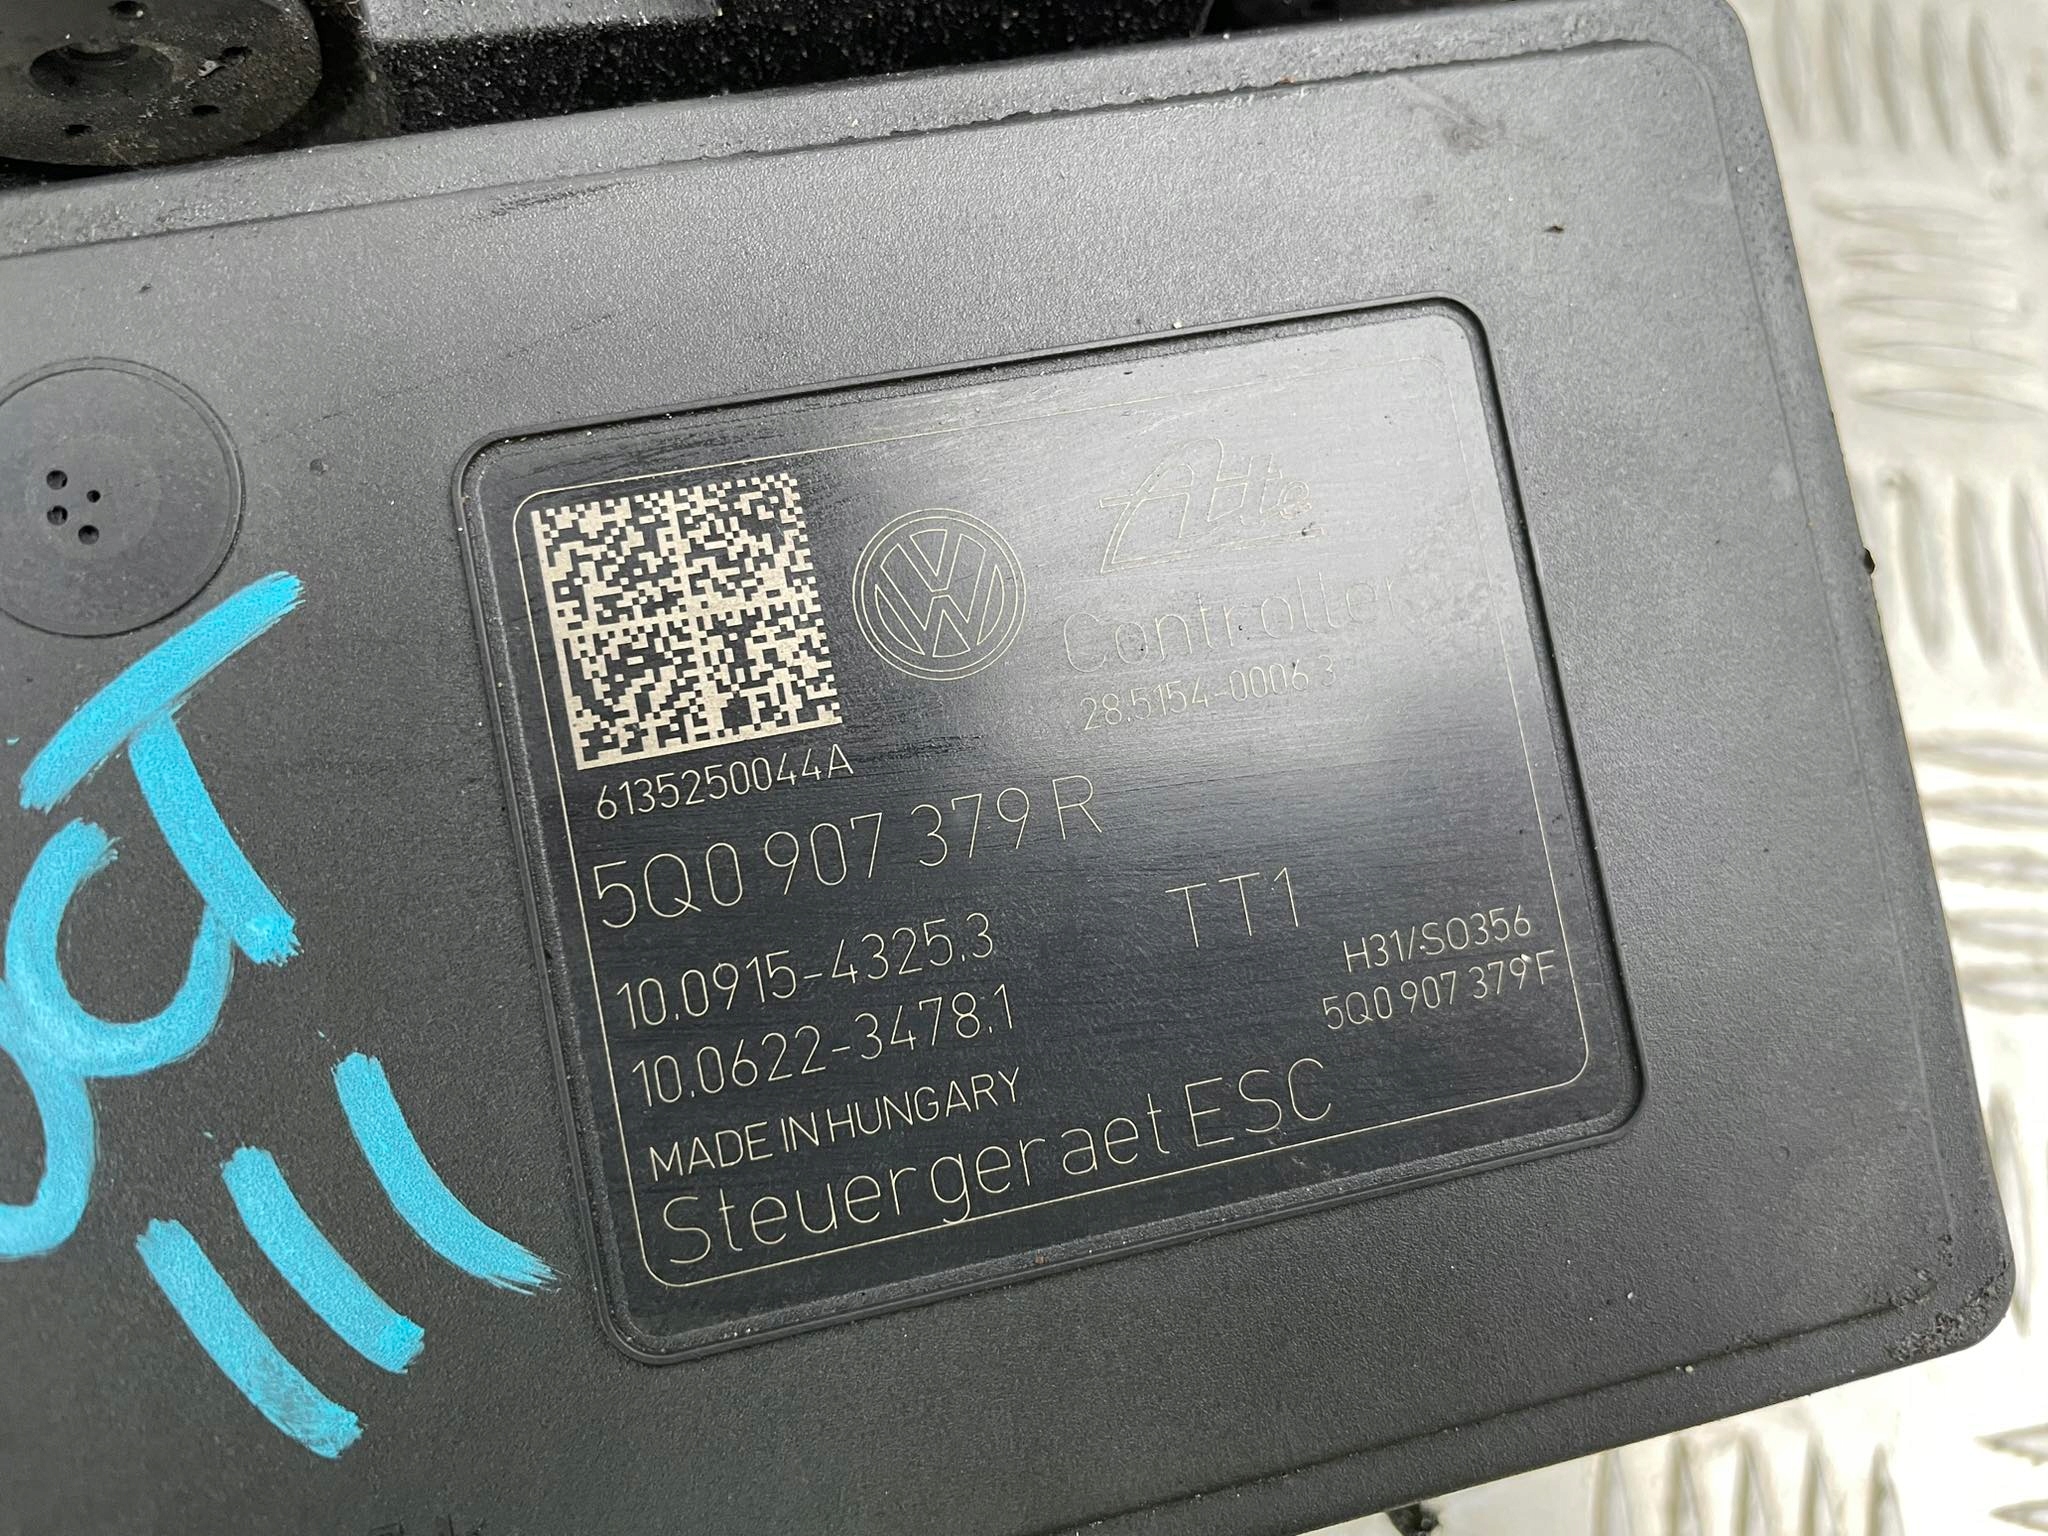 Ate
Controller
28.5154-0006.3
6135250044A
5Q0 907 379 R
TT1
10.0915-4325.3
H31/SO356
10.0622-3478.1
5Q0 907 379 F
MADE IN HUNGARY
Steuergeraet ESC